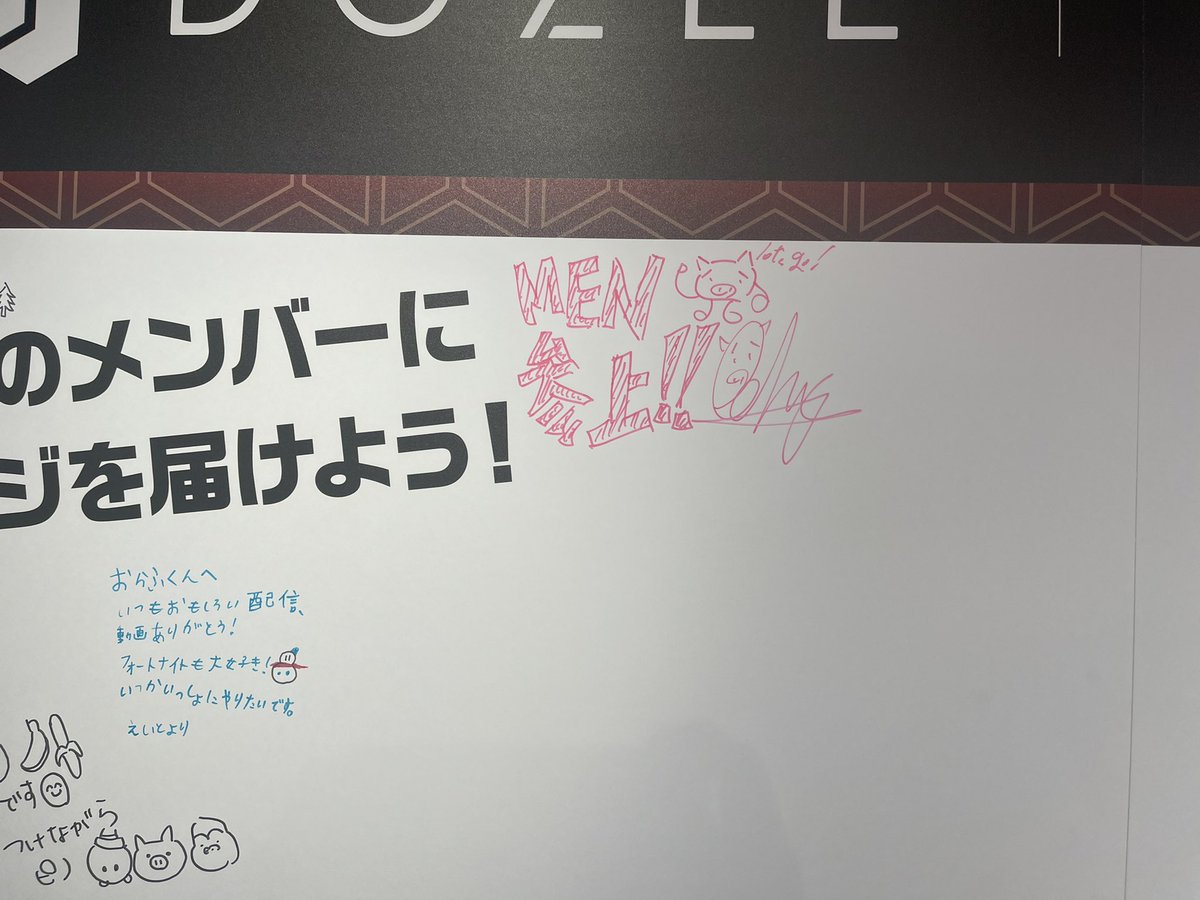 DOZLE
のメンバーに
ジを届けよう!
MEN
参上!!
let's go!
おらふくんへ
いつもおもしろい配信、
動画ありがとう!
フォートナイトも大好き!
いつかいっしょにやりたいです。
えいとより
です
つけながら